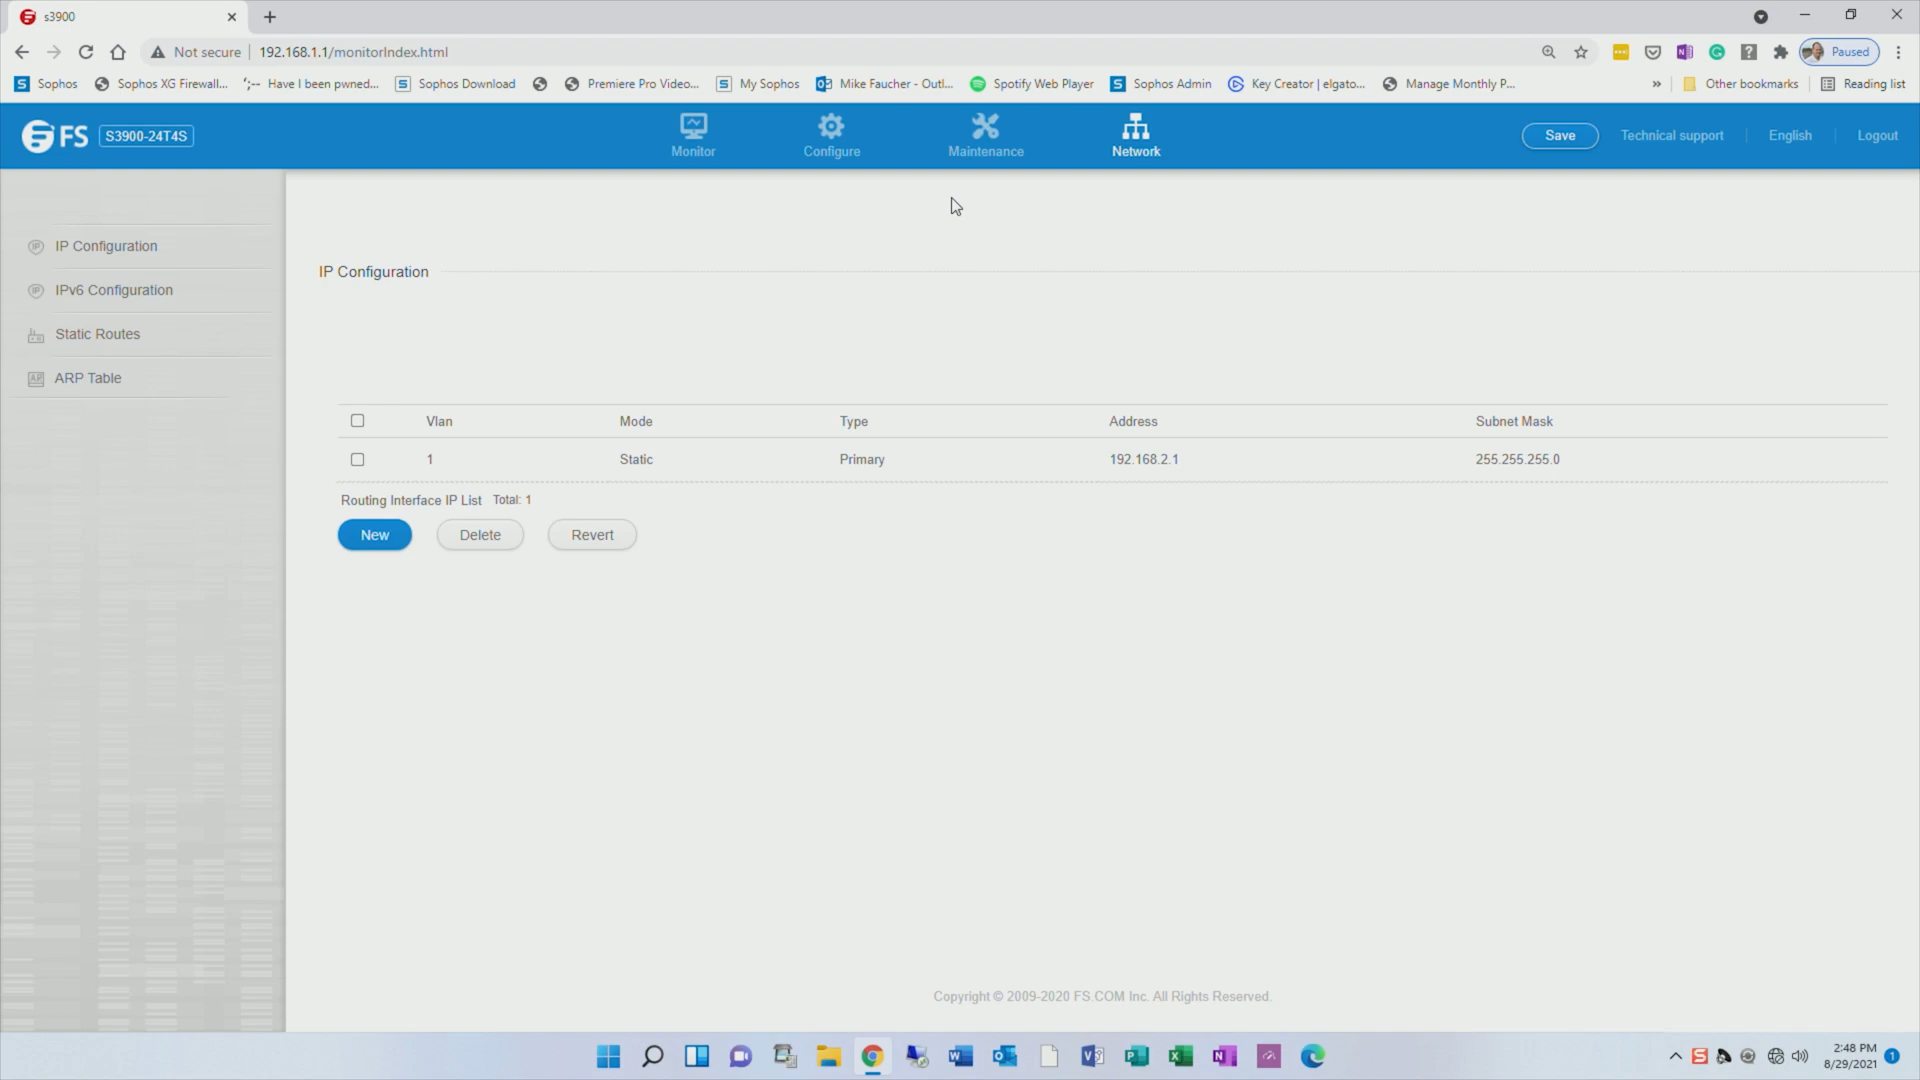 s3900
Not secure 192.168.1.1/monitorIndex.html Paused
Sophos Sophos XG Firewall... Have I been pwned... Sophos Download Premiere Pro Video... My Sophos Mike Faucher - Outl... Spotify Web Player Sophos Admin Key Creator | elgato... Manage Monthly P... » Other bookmarks Reading list
FS S3900-24T4S
Monitor Configure Maintenance Network
Save Technical support English Logout
IP Configuration
IPv6 Configuration
Static Routes
ARP Table
IP Configuration
Vlan Mode Type Address Subnet Mask
1 Static Primary 192.168.2.1 255.255.255.0
Routing Interface IP List Total: 1
New Delete Revert
Copyright © 2009-2020 FS.COM Inc. All Rights Reserved.
2:48 PM
8/29/2021 1